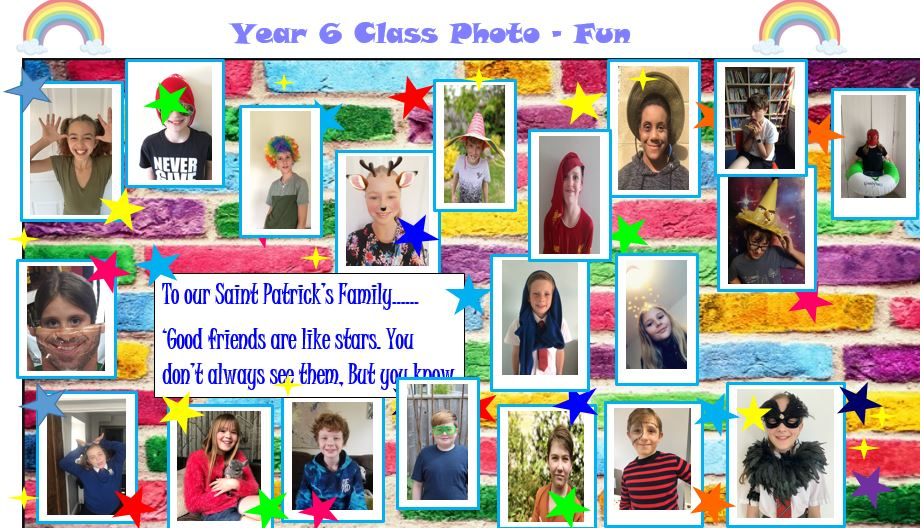 Year 6 Class Photo - Fun
NEVER
To our Saint Patrick's Family......
'Good friends are like stars. You
don't always see them, But you know